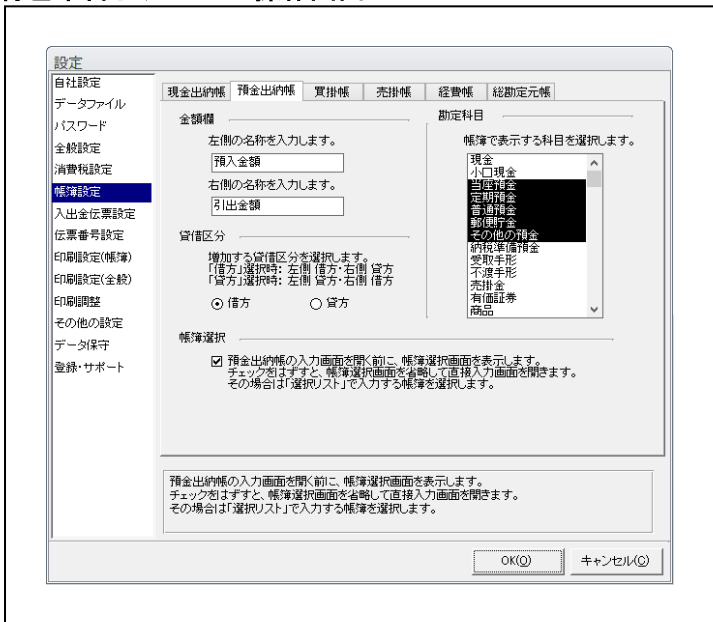 設定
自社設定
データファイル
パスワード
全般設定
消費税設定
帳簿設定
入出金伝票設定
伝票番号設定
印刷設定(帳簿)
印刷設定(全般)
印刷調整
その他の設定
データ保守
登録・サポート
現金出納帳 預金出納帳 買掛帳 売掛帳 経費帳 総勘定元帳
金額欄
左側の名称を入力します。
預入金額
右側の名称を入力します。
引出金額
貸借区分
増加する貸借区分を選択します。
「借方」選択時: 左側 借方・右側 貸方
「貸方」選択時: 左側 貸方・右側 借方
借方 貸方
勘定科目
帳簿で表示する科目を選択します。
現金
小口現金
当座預金
定期預金
普通預金
郵便貯金
その他の預金
納税準備預金
受取手形
不渡手形
売掛金
有価証券
商品
帳簿選択
預金出納帳の入力画面を開く前に、帳簿選択画面を表示します。
チェックをはずすと、帳簿選択画面を省略して直接入力画面を開きます。
その場合は「選択リスト」で入力する帳簿を選択します。
預金出納帳の入力画面を開く前に、帳簿選択画面を表示します。
チェックをはずすと、帳簿選択画面を省略して直接入力画面を開きます。
その場合は「選択リスト」で入力する帳簿を選択します。
OK(O) キャンセル(C)